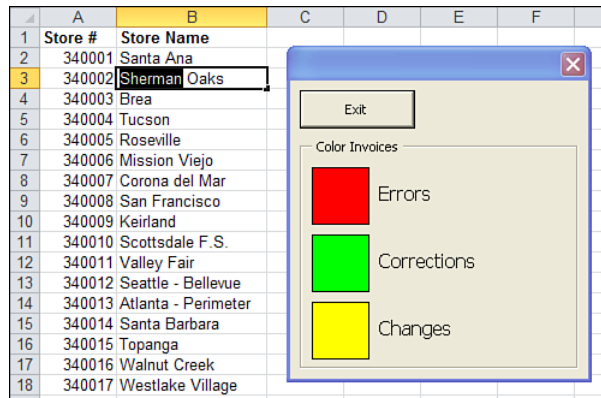 A B C D E F
1 Store # Store Name
2 340001 Santa Ana
3 340002 Sherman Oaks
4 340003 Brea
5 340004 Tucson
6 340005 Roseville
7 340006 Mission Viejo
8 340007 Corona del Mar
9 340008 San Francisco
10 340009 Keirland
11 340010 Scottsdale F.S.
12 340011 Valley Fair
13 340012 Seattle - Bellevue
14 340013 Atlanta - Perimeter
15 340014 Santa Barbara
16 340015 Topanga
17 340016 Walnut Creek
18 340017 Westlake Village
Exit
Color Invoices
Errors
Corrections
Changes